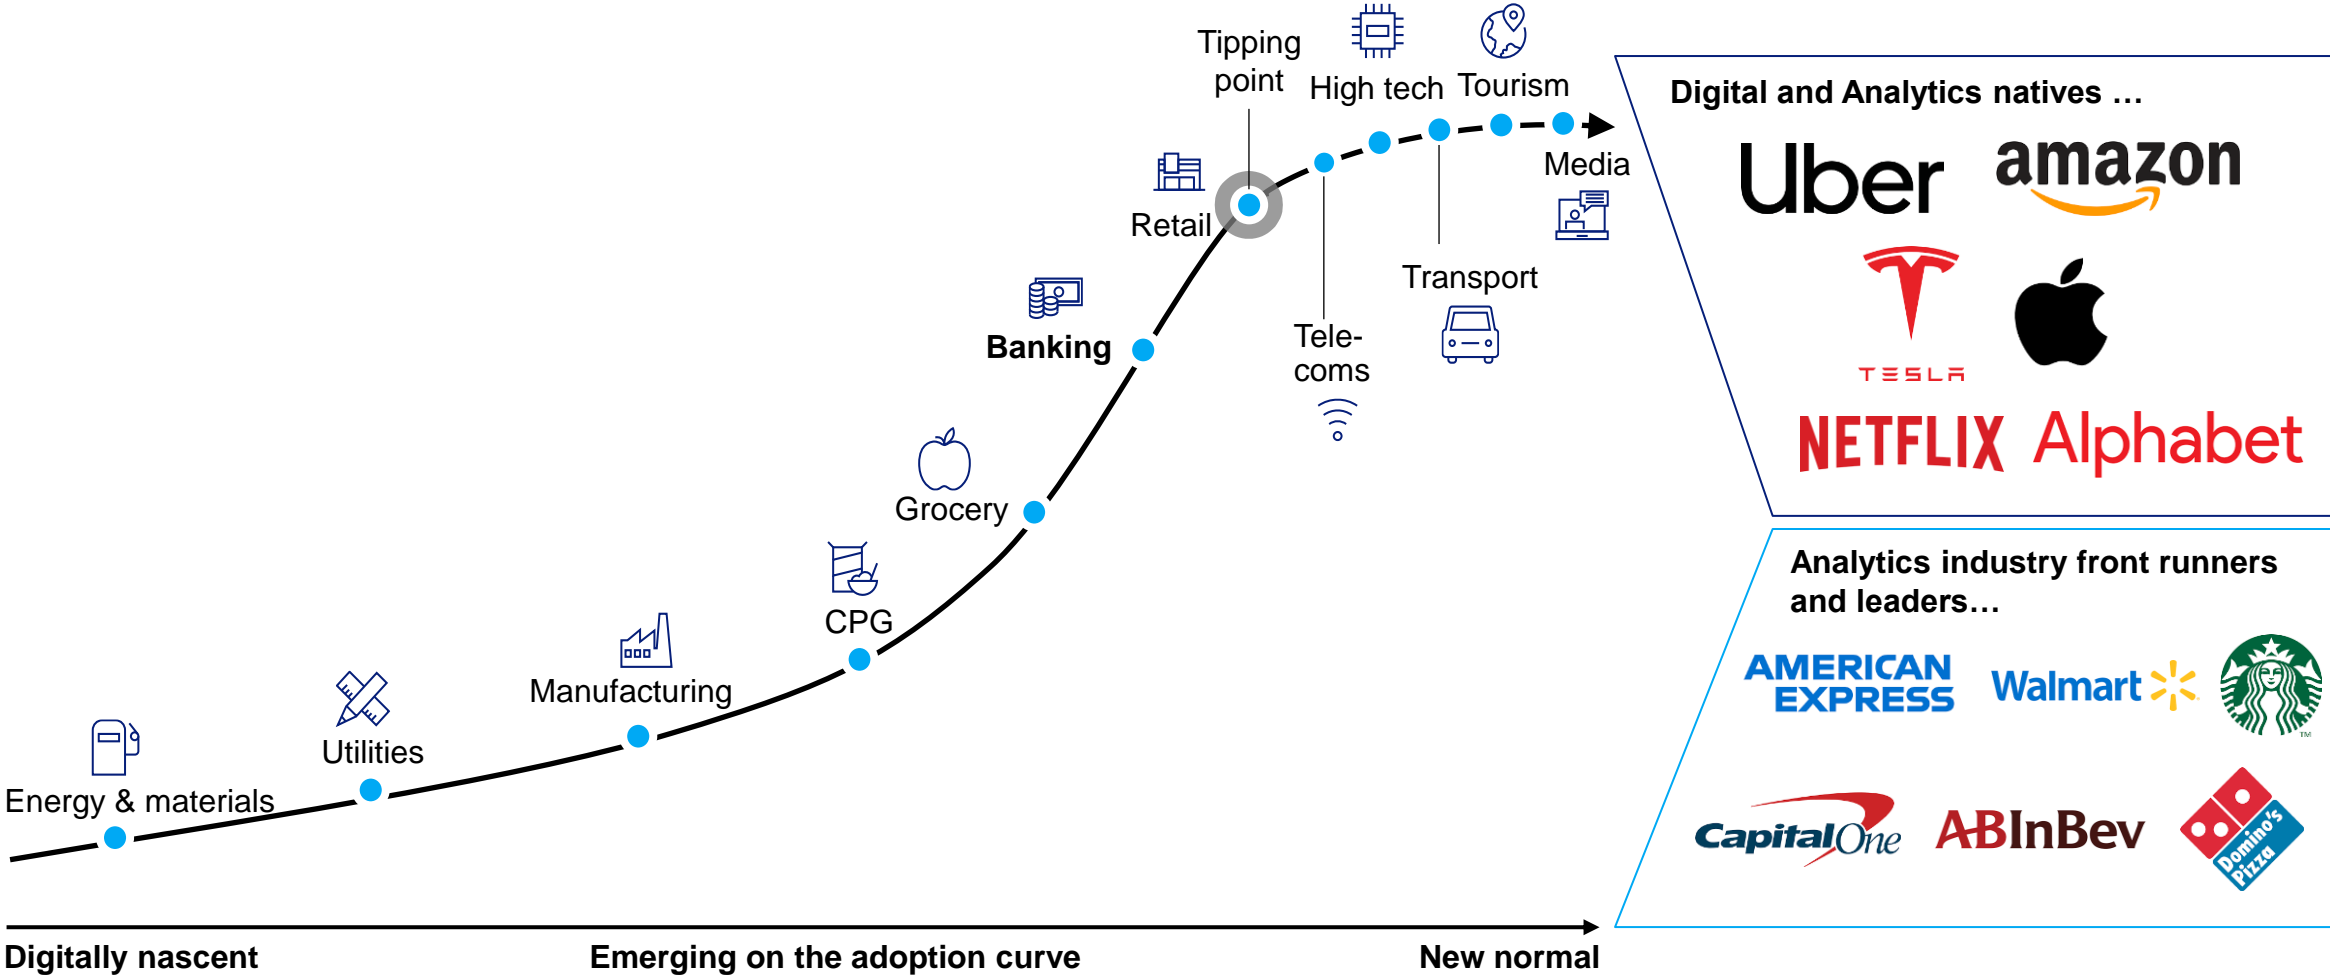 Tipping
point
High tech
Tourism
Media
Retail
Transport
Tele-
coms
Banking
Grocery
CPG
Manufacturing
Utilities
Energy & materials
Digitally nascent
Emerging on the adoption curve
New normal
Digital and Analytics natives …
Uber
amazon
TESLA
NETFLIX
Alphabet
Analytics industry front runners
and leaders…
AMERICAN
EXPRESS
Walmart
TM
CapitalOne
ABInBev
Domino's
Pizza